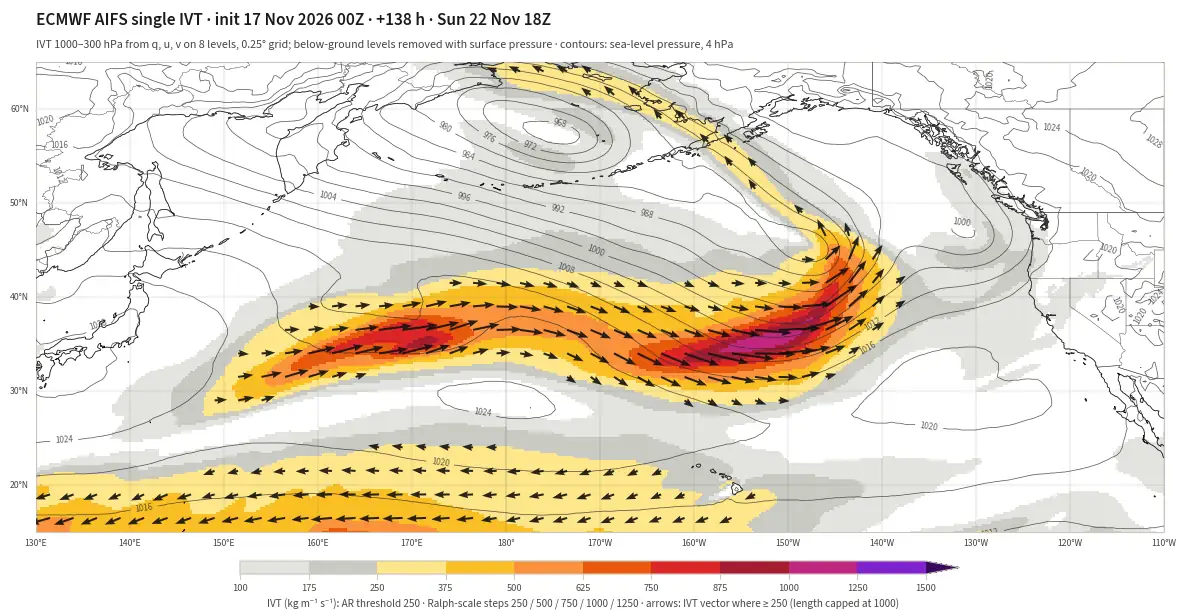 ECMWF AIFS single IVT · init 17 Nov 2026 00Z · +138 h · Sun 22 Nov 18Z
IVT 1000–300 hPa from q, u, v on 8 levels, 0.25° grid; below-ground levels removed with surface pressure · contours: sea-level pressure, 4 hPa
60°N
50°N
40°N
30°N
20°N
1020
1016
980
976
984
968
972
1004
996
992
988
1000
1008
1000
1020
1024
1028
1020
1020
1020
1020
1012
1016
1024
1024
1020
1020
1016
130°E 140°E 150°E 160°E 170°E 180° 170°W 160°W 150°W 140°W 130°W 120°W 110°W
100 175 250 375 500 625 750 875 1000 1250 1500
IVT (kg m⁻¹ s⁻¹): AR threshold 250 · Ralph-scale steps 250 / 500 / 750 / 1000 / 1250 · arrows: IVT vector where ≥ 250 (length capped at 1000)